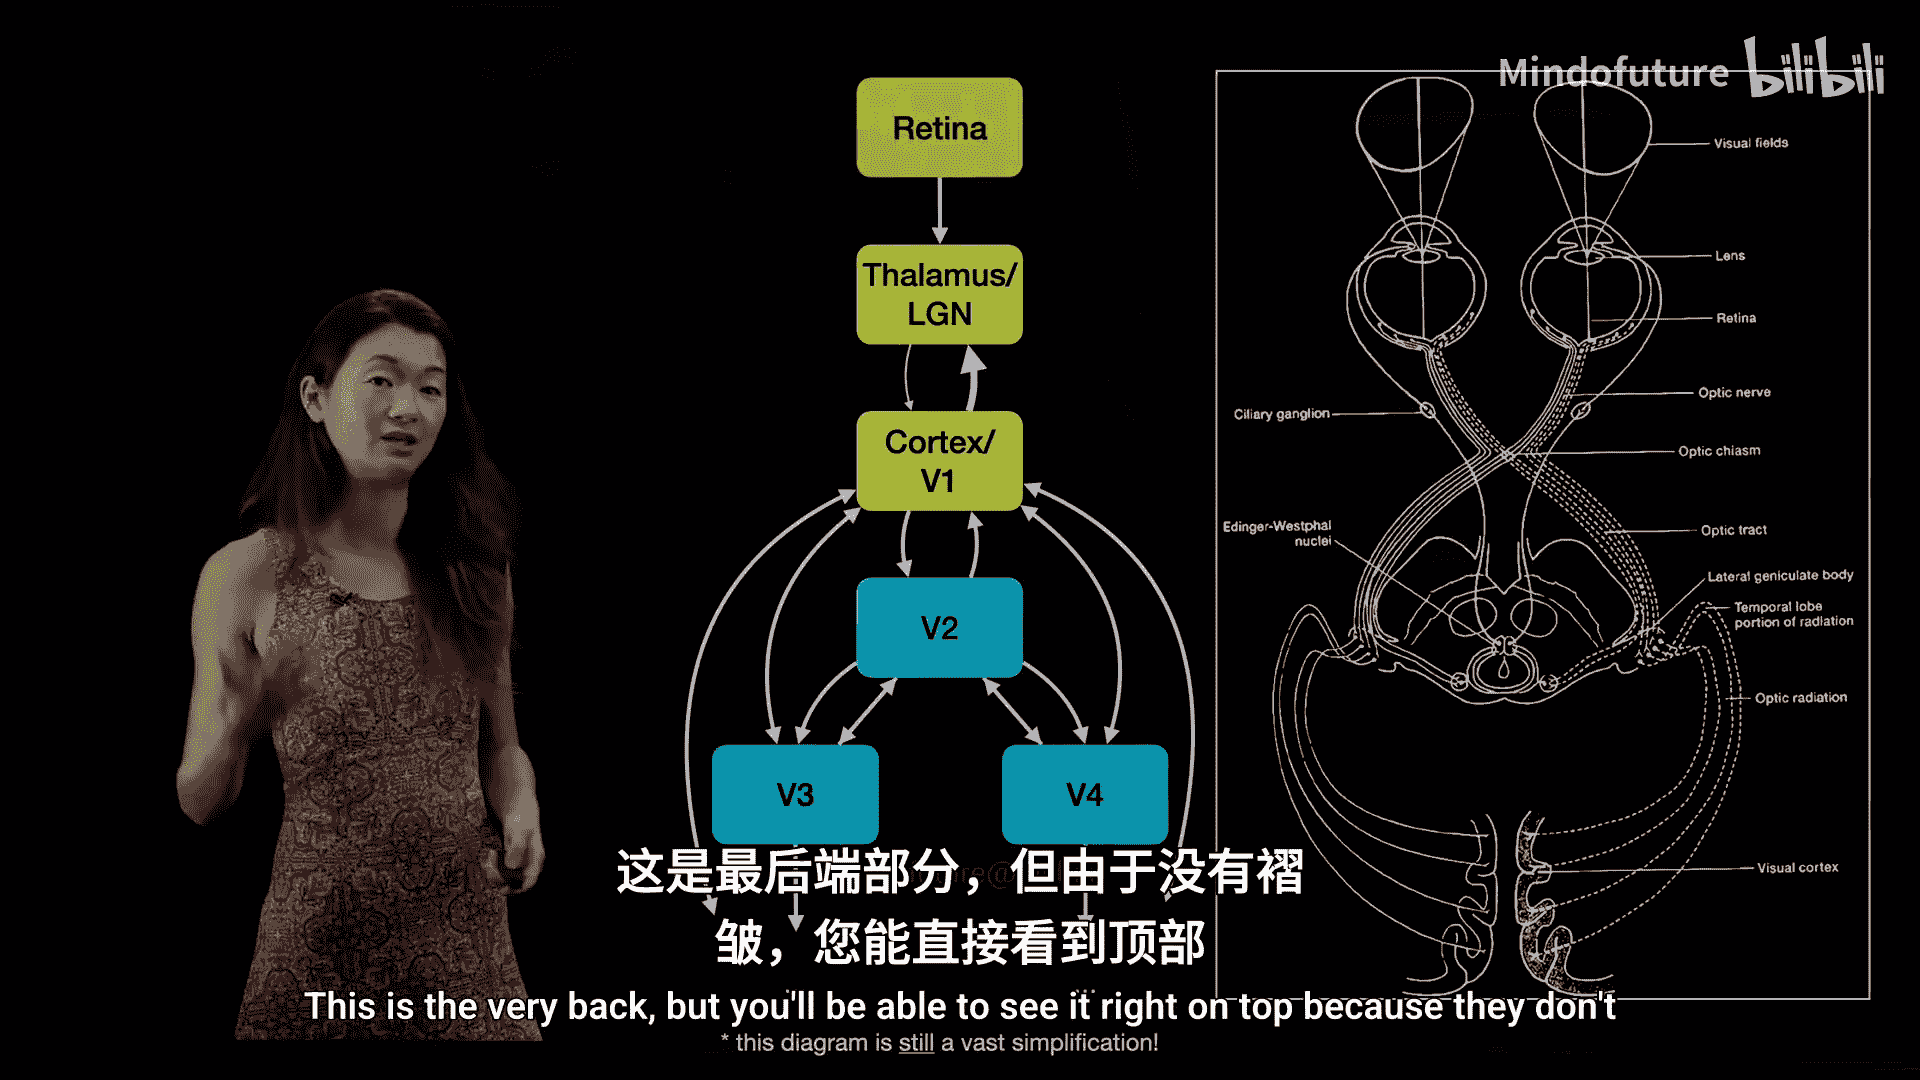 Mindofuture bilibili
Retina
Thalamus/
LGN
Cortex/
V1
V2
V3
V4
Visual fields
Lens
Retina
Optic nerve
Ciliary ganglion
Optic chiasm
Edinger-Westphal
nuclei
Optic tract
Lateral geniculate body
Temporal lobe
portion of radiation
Optic radiation
Visual cortex
这是最后端部分，但由于没有褶
皱，您能直接看到顶部
...
This is the very back, but you'll be able to see it right on top because they don't
* this diagram is still a vast simplification!